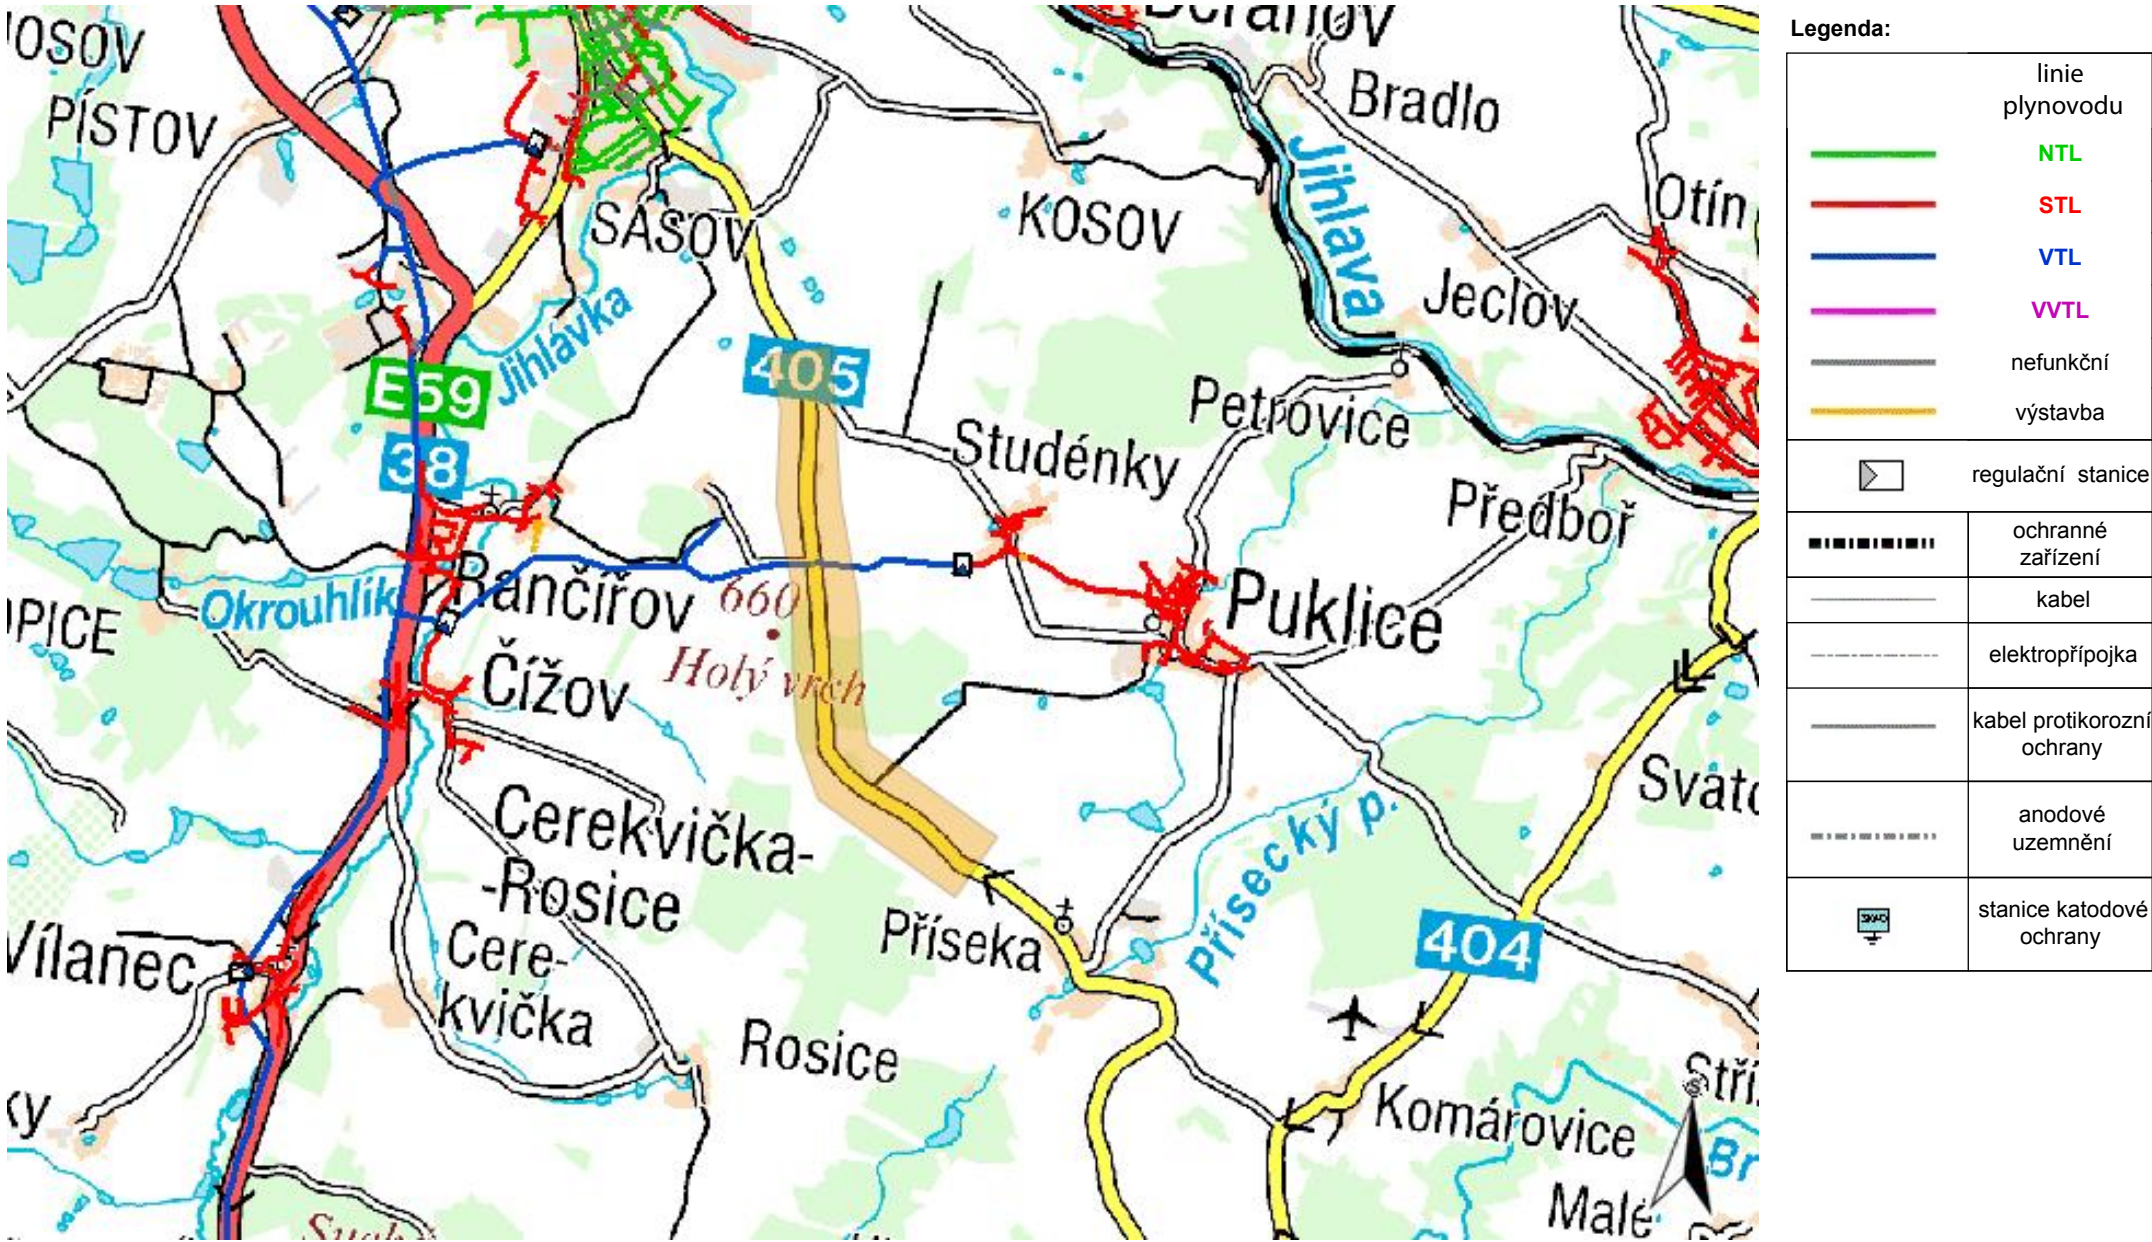 Legenda:
linie
plynovodu
NTL
STL
VTL
VVTL
nefunkční
výstavba
regulační stanice
ochranné
zařízení
kabel
elektropřípojka
kabel protikorozní
ochrany
anodové
uzemnění
stanice katodové
ochrany
PÍSTOV
Bradlo
Otín
SASOV
KOSOV
Jihlava
Jeclov
Jihlávka
405
E59
38
Petrovice
Studénky
Předboř
Okrouhlík
Rančířov
660
Holý vrch
Puklice
Čížov
Cerekvička-
-Rosice
Cere-
kvička
Vílanec
Příseka
Přísecký p.
404
Rosice
Komárovice
Malé